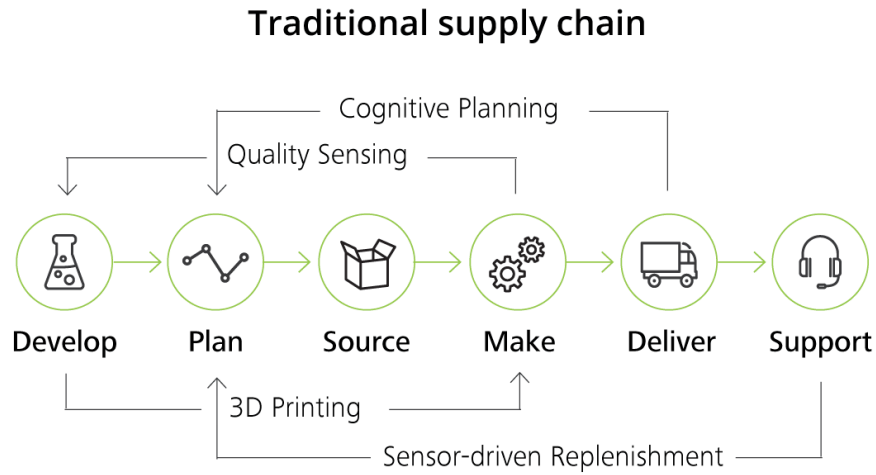 Traditional supply chain
Cognitive Planning
Quality Sensing
Develop
Plan
Source
Make
Deliver
Support
3D Printing
Sensor-driven Replenishment